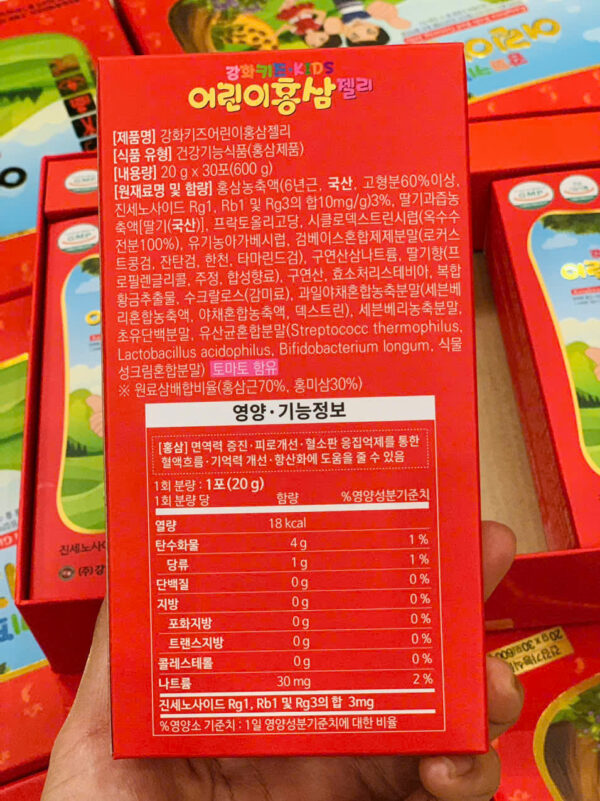 강화키즈·KIDS
어린이홍삼젤리
[제품명] 강화키즈어린이홍삼젤리
[식품 유형] 건강기능식품(홍삼제품)
[내용량] 20 g x 30포(600 g)
[원재료명 및 함량] 홍삼농축액(6년근, 국산, 고형분60%이상,
진세노사이드 Rg1, Rb1 및 Rg3의 합10mg/g)3%, 딸기과즙농
축액[딸기(국산)], 프락토올리고당, 시클로덱스트린시럽(옥수수
전분100%), 유기농아가베시럽, 검베이스혼합제제분말(로커스
트콩검, 잔탄검, 한천, 타마린드검), 구연산삼나트륨, 딸기향(프
로필렌글리콜, 주정, 합성향료), 구연산, 효소처리스테비아, 복합
황금추출물, 수크랄로스(감미료), 과일야채혼합농축분말(세븐베
리혼합농축액, 야채혼합농축액, 덱스트린), 세븐베리농축분말,
초유단백분말, 유산균혼합분말(Streptococc thermophilus,
Lactobacillus acidophilus, Bifidobacterium longum, 식물
성크림혼합분말) 토마토 함유
※ 원료삼배합비율(홍삼근70%, 홍미삼30%)
영양·기능정보
[홍삼] 면역력 증진·피로개선·혈소판 응집억제를 통한
혈액흐름·기억력 개선·항산화에 도움을 줄 수 있음
1회 분량 : 1포(20 g)
1회 분량 당 함량 %영양성분기준치
열량 18 kcal
탄수화물 4 g 1 %
당류 1 g 1 %
단백질 0 g 0 %
지방 0 g 0 %
포화지방 0 g 0 %
트랜스지방 0 g 0 %
콜레스테롤 0 g 0 %
나트륨 30 mg 2 %
진세노사이드 Rg1, Rb1 및 Rg3의 합 3mg
%영양소 기준치 : 1일 영양성분기준치에 대한 비율